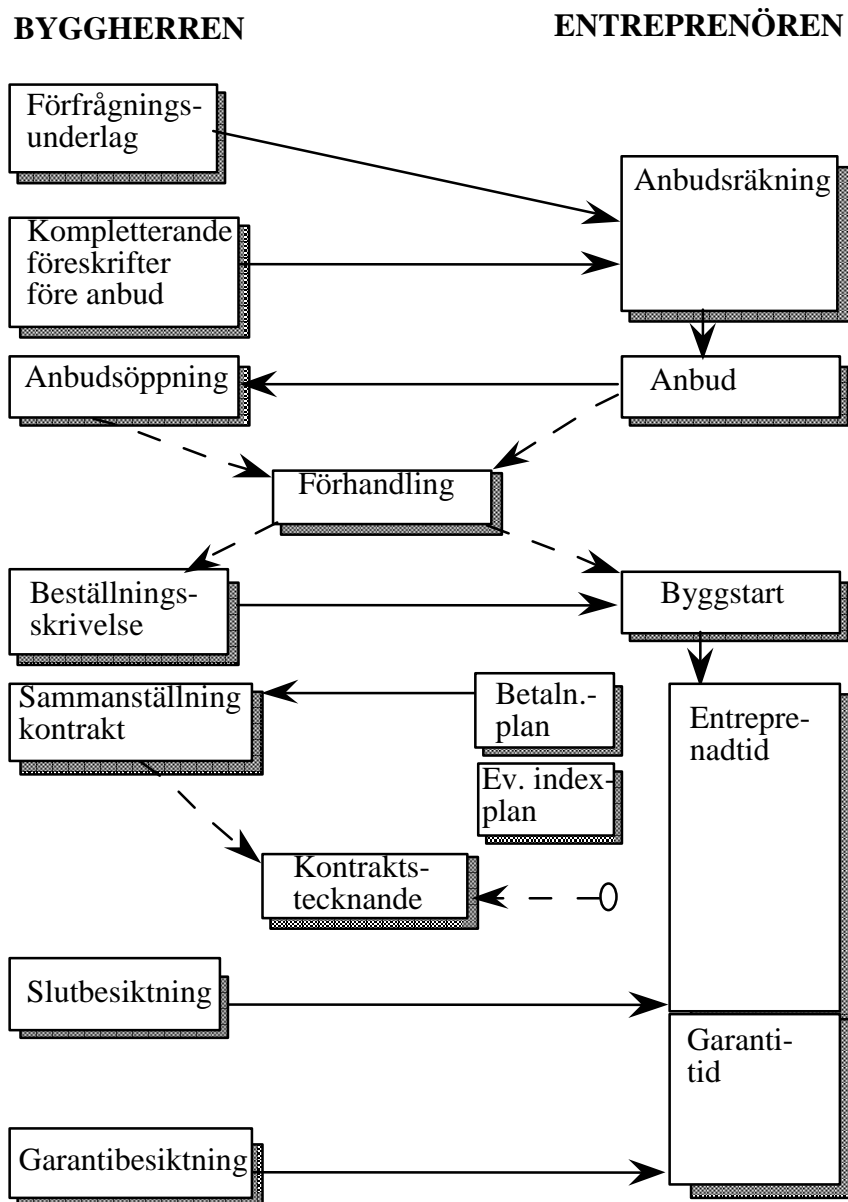 BYGGHERREN
ENTREPRENÖREN
Förfrågnings-
underlag
Anbudsräkning
Kompletterande
föreskrifter
före anbud
Anbudsöppning
Anbud
Förhandling
Beställnings-
skrivelse
Byggstart
Sammanställning
kontrakt
Betaln.-
plan
Entrepre-
nadtid
Ev. index-
plan
Kontrakts-
tecknande
Slutbesiktning
Garanti-
tid
Garantibesiktning